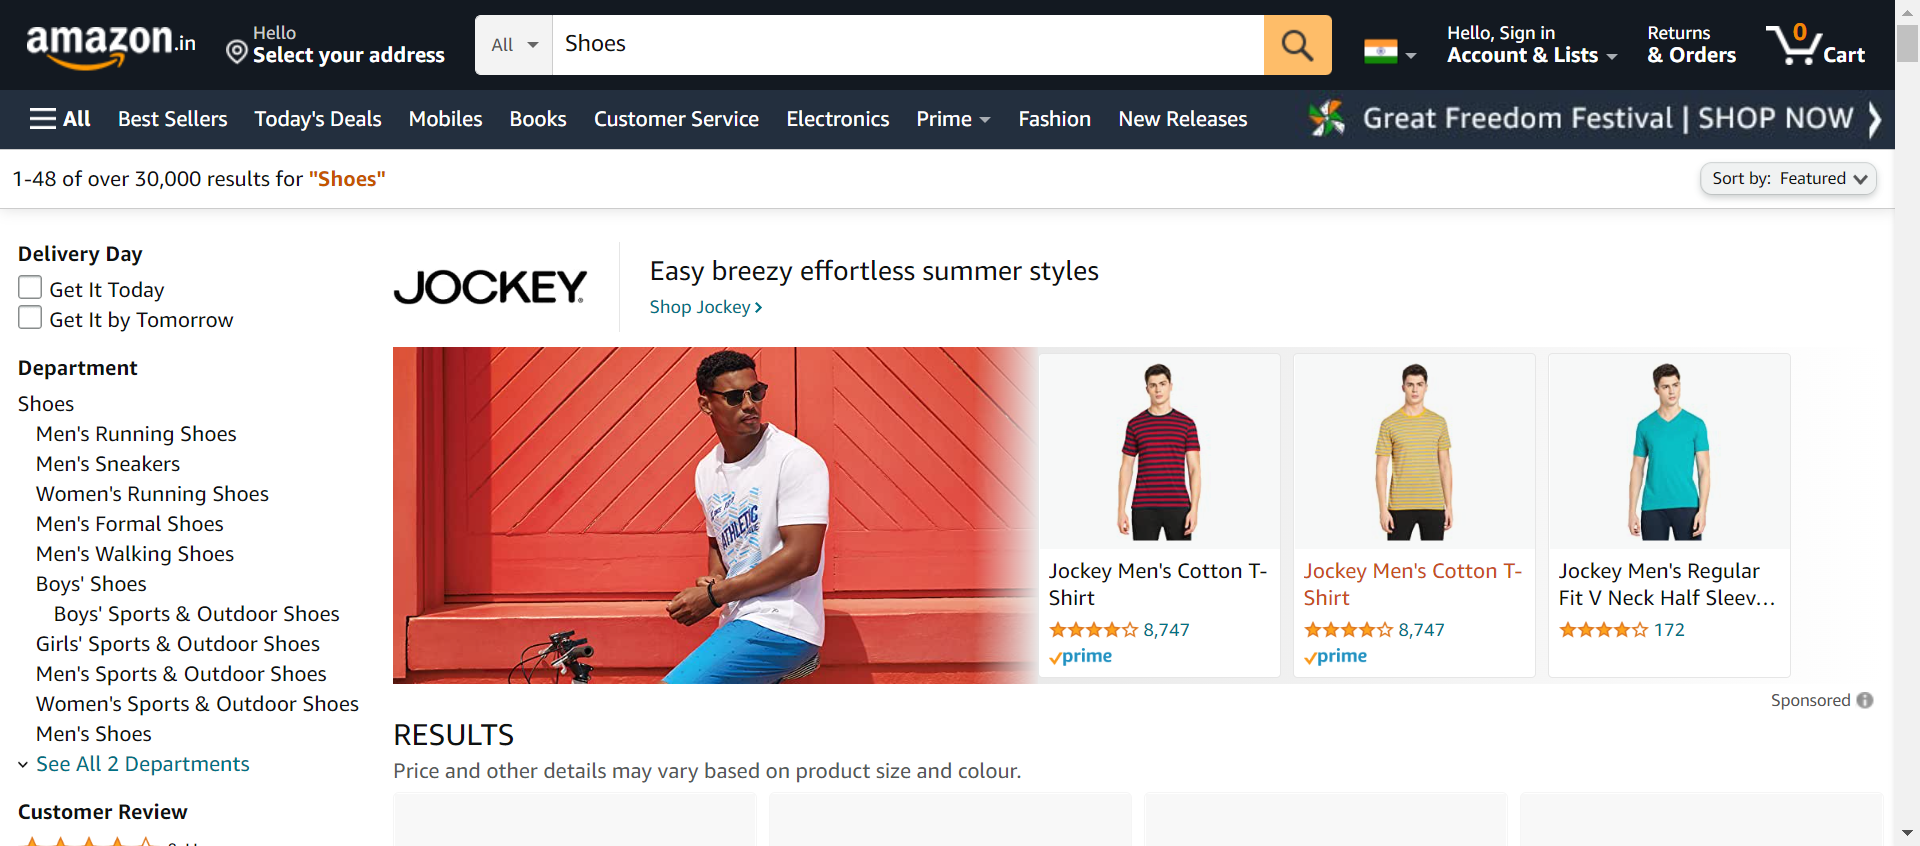 amazon.in
Hello
Select your address
All
Shoes
Hello, Sign in
Account & Lists
Returns
& Orders
0
Cart
All
Best Sellers
Today's Deals
Mobiles
Books
Customer Service
Electronics
Prime
Fashion
New Releases
Great Freedom Festival | SHOP NOW
1-48 of over 30,000 results for "Shoes"
Sort by: Featured
Delivery Day
Get It Today
Get It by Tomorrow
Department
Shoes
Men's Running Shoes
Men's Sneakers
Women's Running Shoes
Men's Formal Shoes
Men's Walking Shoes
Boys' Shoes
Boys' Sports & Outdoor Shoes
Girls' Sports & Outdoor Shoes
Men's Sports & Outdoor Shoes
Women's Sports & Outdoor Shoes
Men's Shoes
See All 2 Departments
Customer Review
JOCKEY
Easy breezy effortless summer styles
Shop Jockey
ATHLETIC
Jockey Men's Cotton T-
Shirt
8,747
prime
Jockey Men's Cotton T-
Shirt
8,747
prime
Jockey Men's Regular
Fit V Neck Half Sleev...
172
Sponsored
RESULTS
Price and other details may vary based on product size and colour.